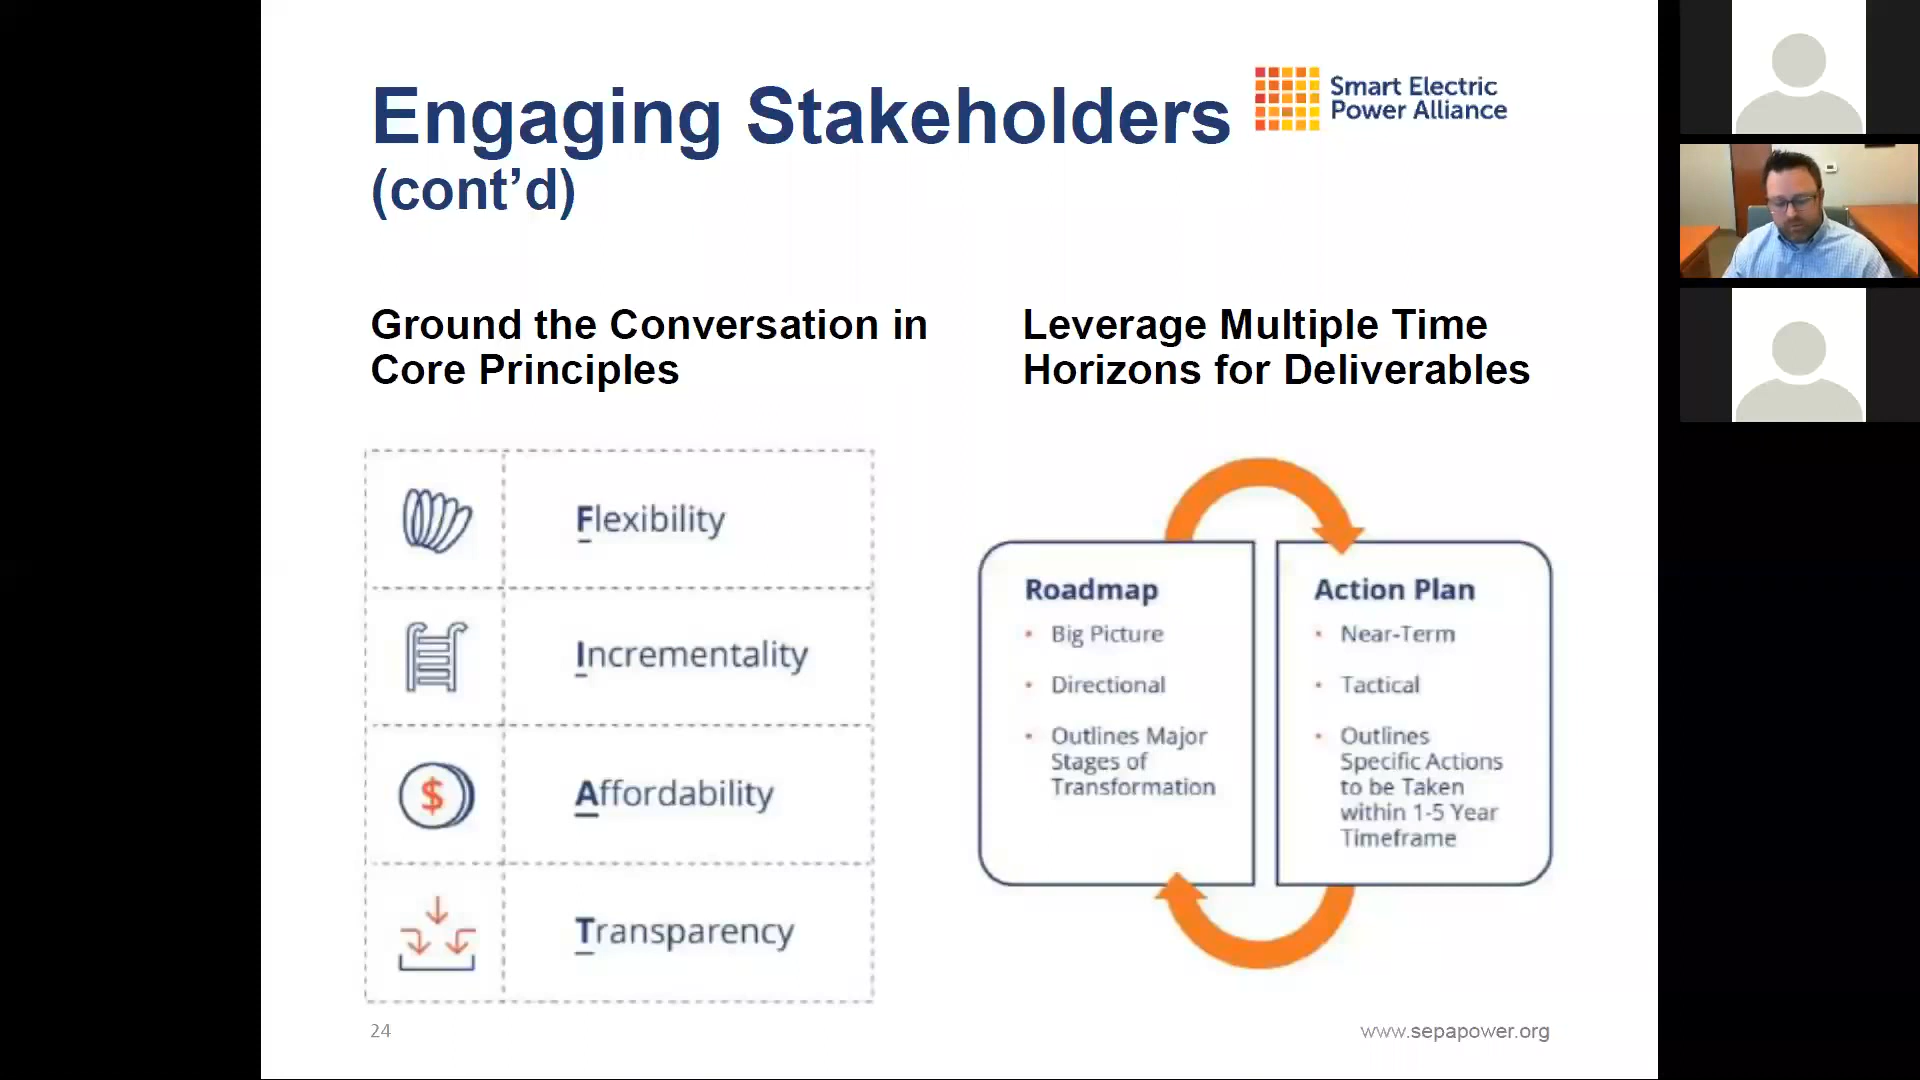 Engaging Stakeholders
(cont’d)
Smart Electric
Power Alliance
Ground the Conversation in
Core Principles
Flexibility
Incrementality
$
Affordability
Transparency
Leverage Multiple Time
Horizons for Deliverables
Roadmap
• Big Picture
• Directional
• Outlines Major
Stages of
Transformation
Action Plan
• Near-Term
• Tactical
• Outlines
Specific Actions
to be Taken
within 1-5 Year
Timeframe
24
www.sepapower.org